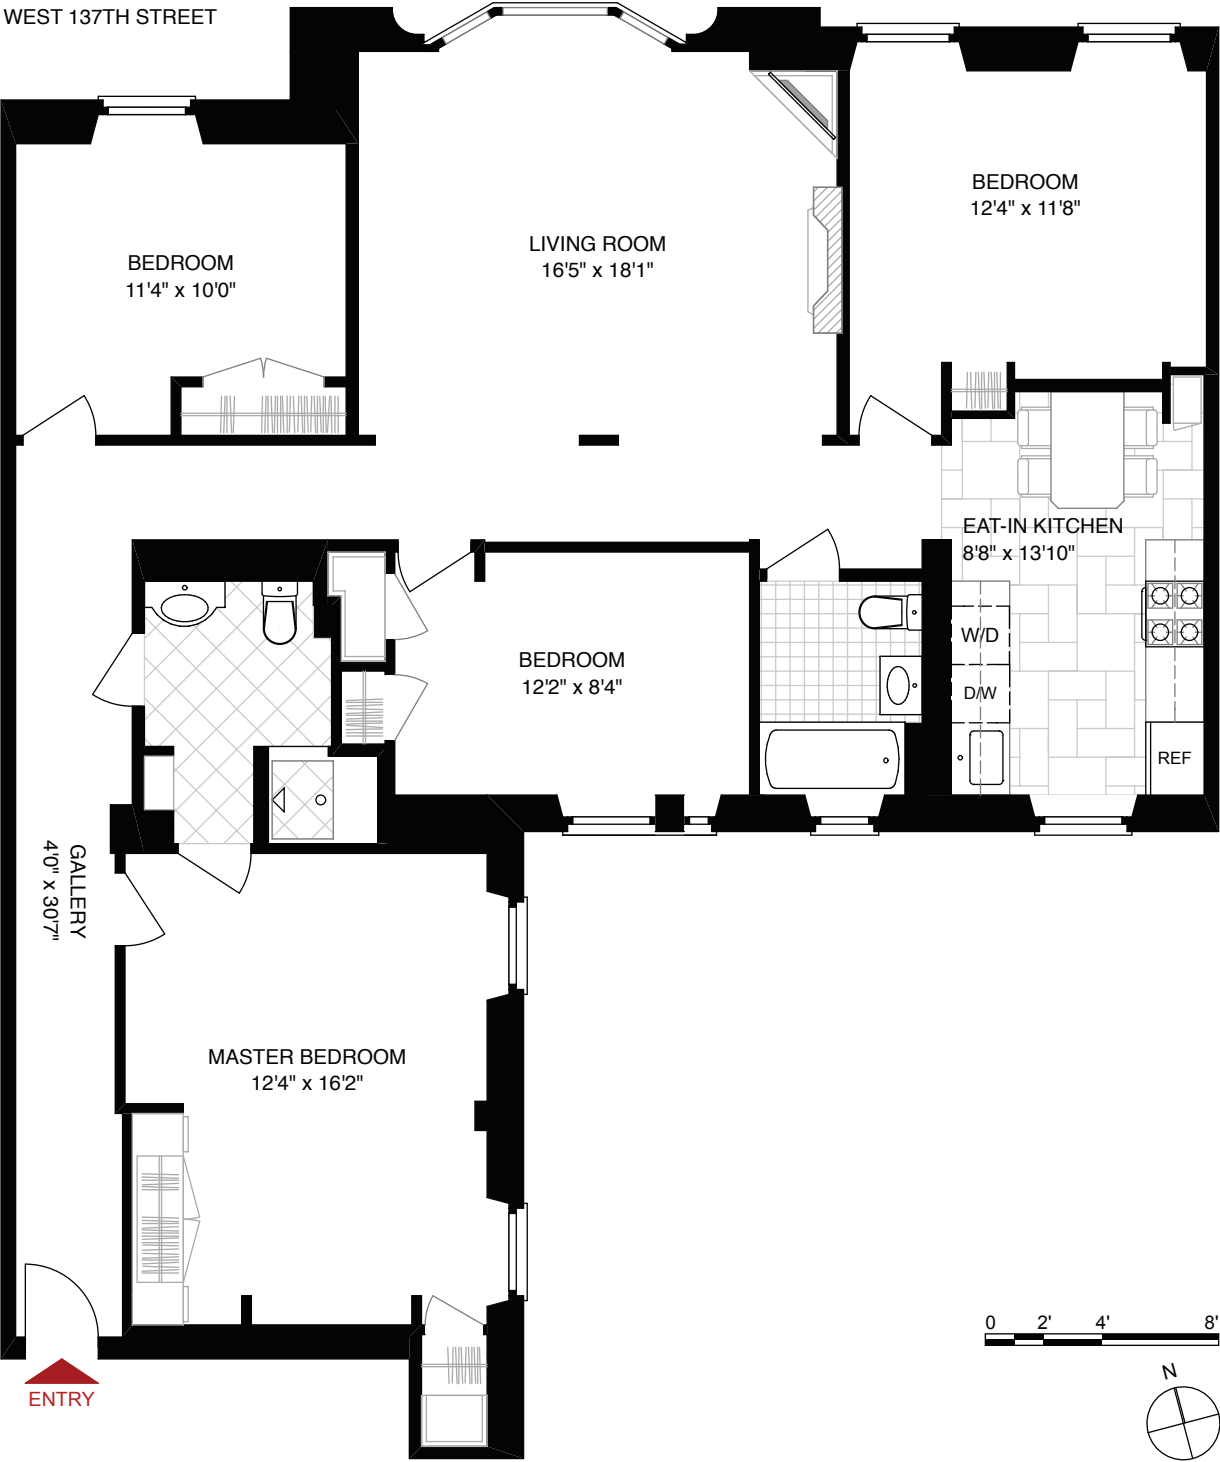 WEST 137TH STREET
BEDROOM
12'4" x 11'8"
LIVING ROOM
16'5" x 18'1"
BEDROOM
11'4" x 10'0"
EAT-IN KITCHEN
8'8" x 13'10"
W/D
D/W
REF
BEDROOM
12'2" x 8'4"
GALLERY
4'0" x 30'7"
MASTER BEDROOM
12'4" x 16'2"
ENTRY
0 2' 4' 8'
N